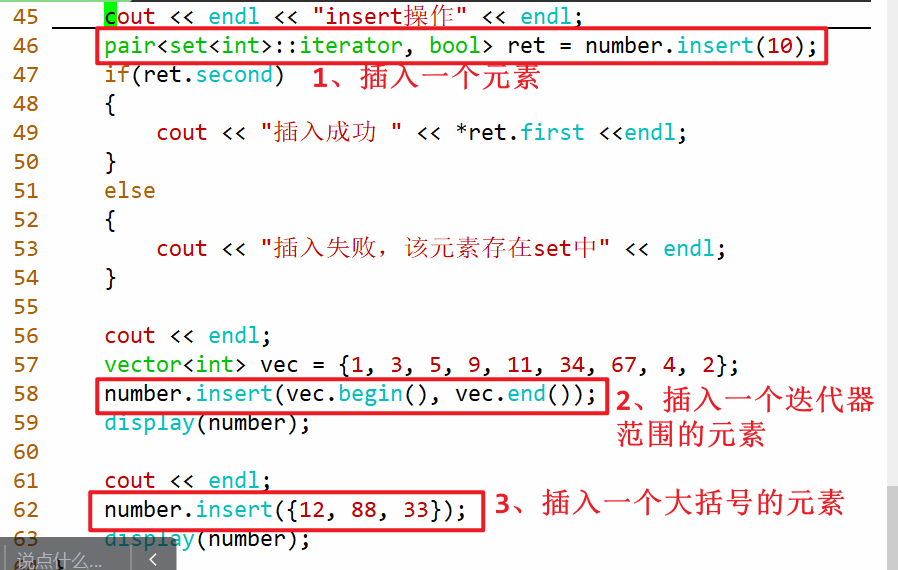 45 cout << endl << "insert操作" << endl;
46 pair<set<int>::iterator, bool> ret = number.insert(10);
47 if(ret.second) 1、插入一个元素
48 {
49 cout << "插入成功 " << *ret.first <<endl;
50 }
51 else
52 {
53 cout << "插入失败，该元素存在set中" << endl;
54 }
55
56 cout << endl;
57 vector<int> vec = {1, 3, 5, 9, 11, 34, 67, 4, 2};
58 number.insert(vec.begin(), vec.end()); 2、插入一个迭代器
范围的元素
59 display(number);
60
61 cout << endl;
62 number.insert({12, 88, 33}); 3、插入一个大括号的元素
63 display(number);
说点什么... <